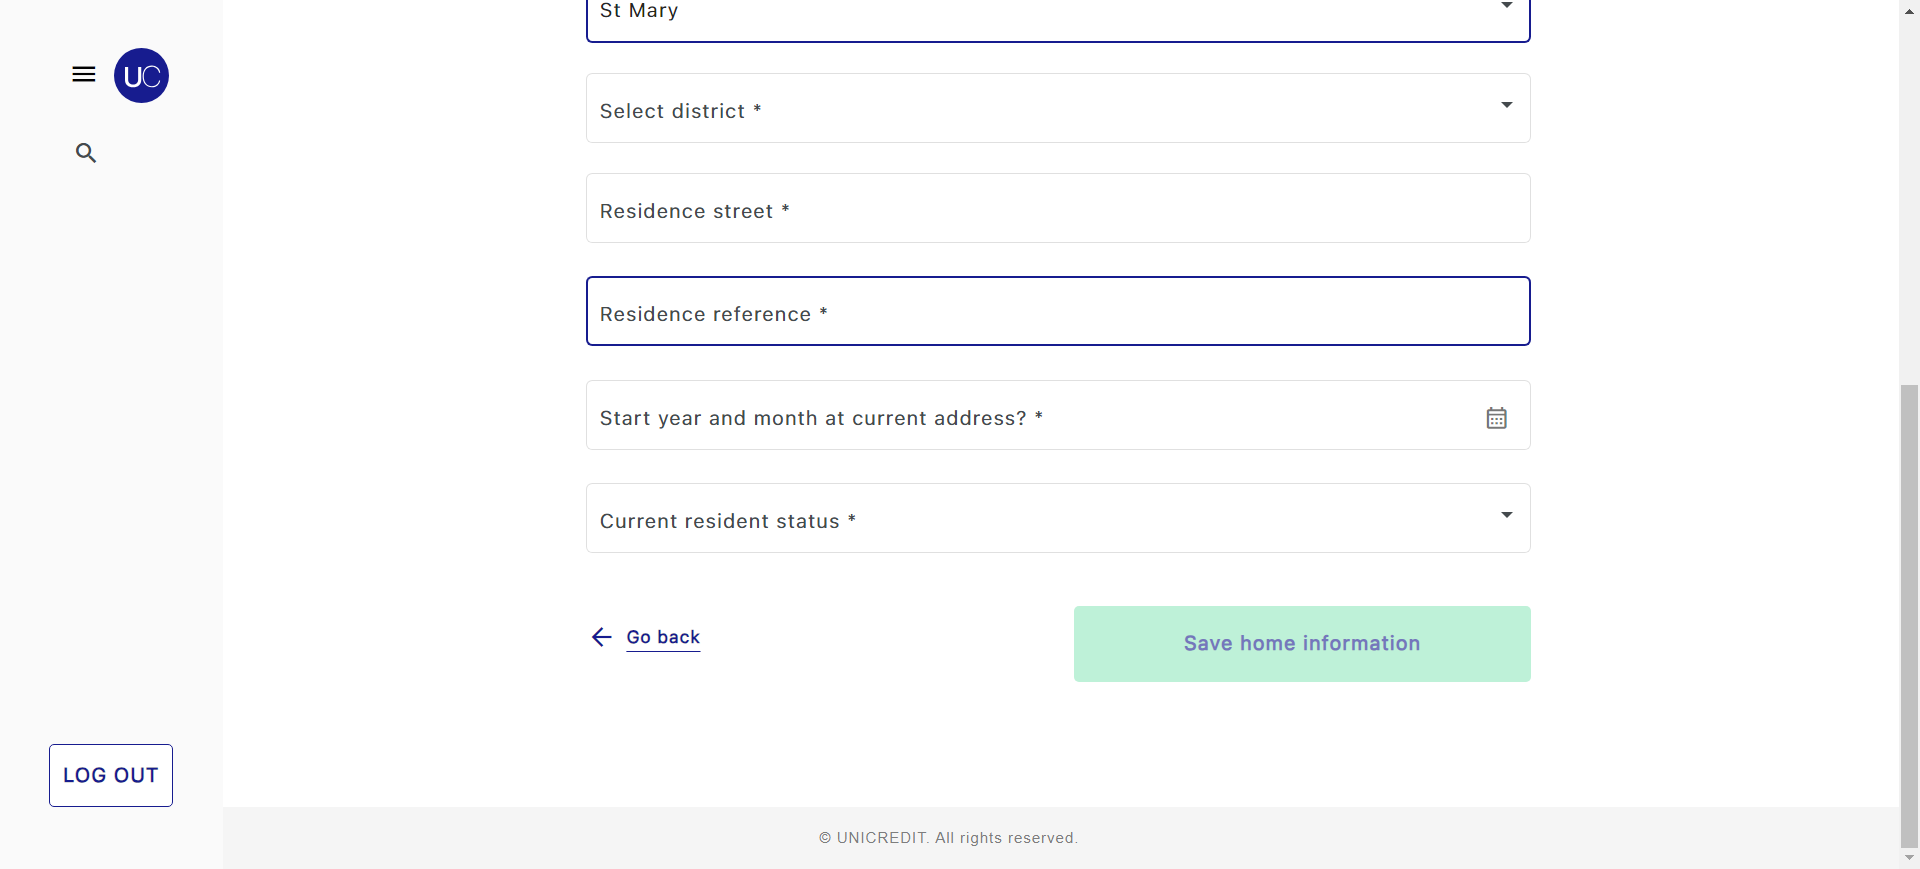 UC
St Mary
Select district *
Residence street *
Residence reference *
Start year and month at current address? *
Current resident status *
Go back
Save home information
LOG OUT
© UNICREDIT. All rights reserved.